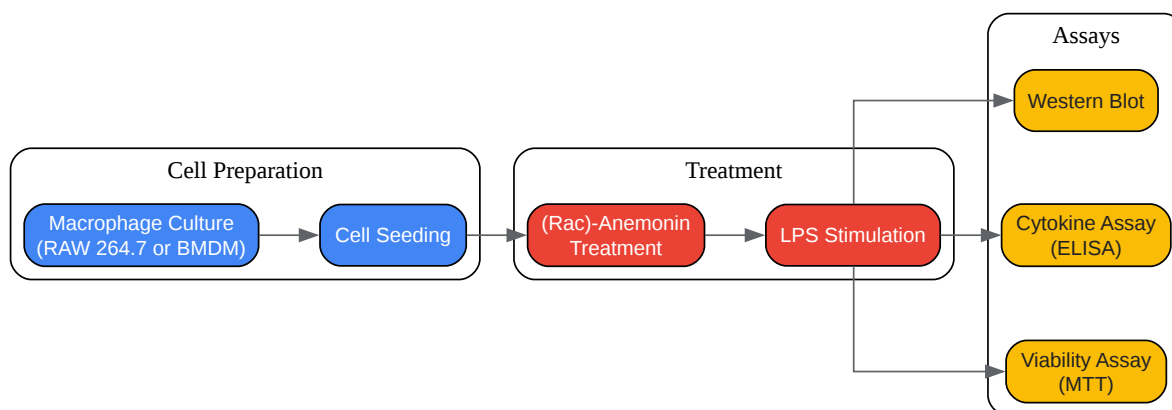 Assays
Western Blot
Cell Preparation
Treatment
Macrophage Culture
(RAW 264.7 or BMDM)
Cell Seeding
(Rac)-Anemonin
Treatment
LPS Stimulation
Cytokine Assay
(ELISA)
Viability Assay
(MTT)